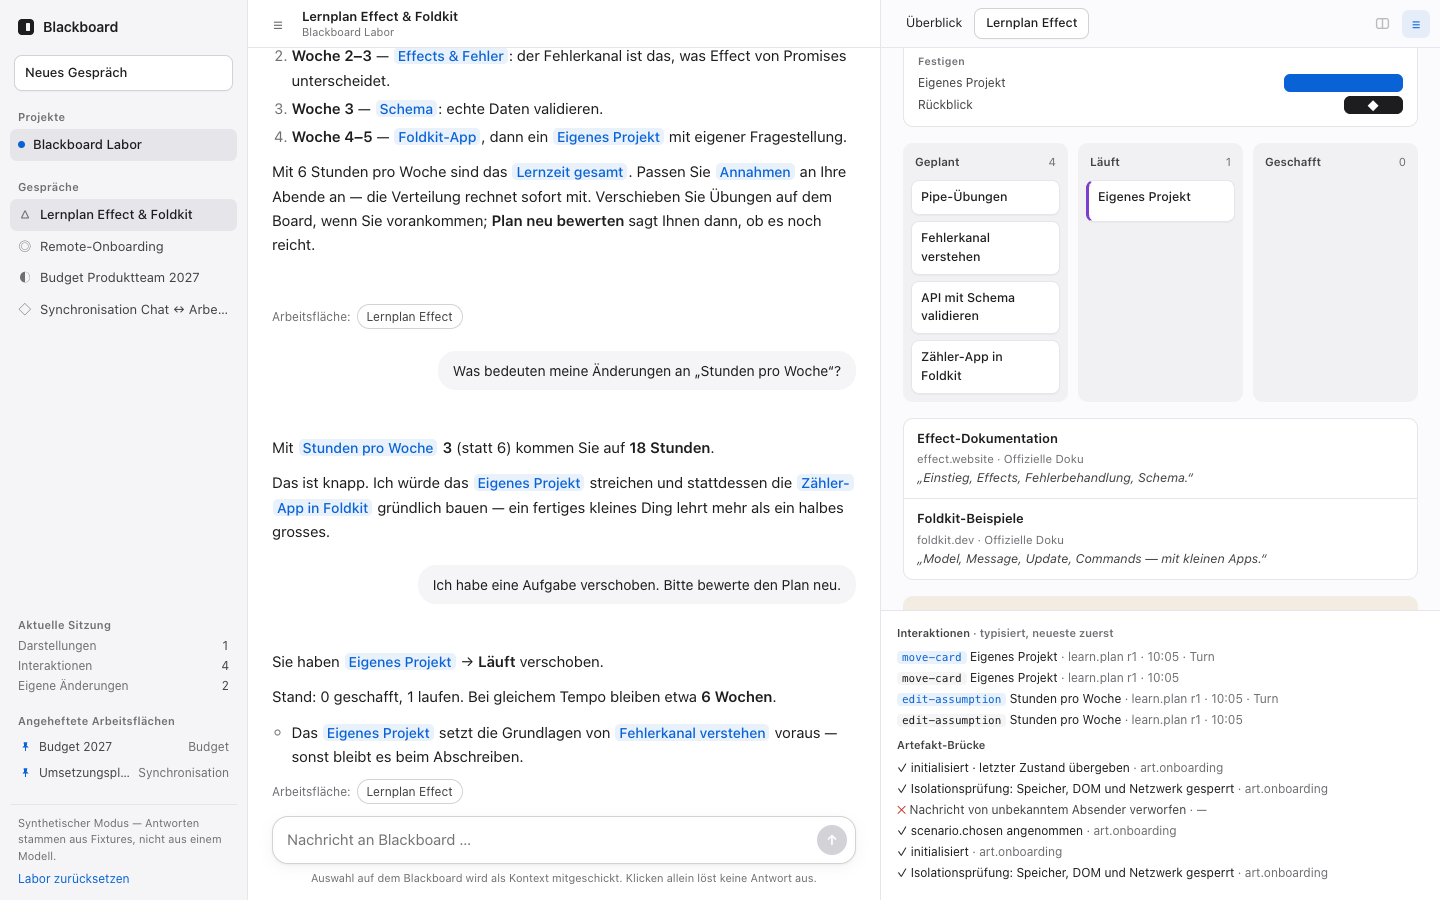 Blackboard
Neues Gespräch
Projekte
Blackboard Labor
Gespräche
Lernplan Effect & Foldkit
Remote-Onboarding
Budget Produktteam 2027
Synchronisation Chat ↔ Arbe...
Aktuelle Sitzung
Darstellungen 1
Interaktionen 4
Eigene Änderungen 2
Angeheftete Arbeitsflächen
Budget 2027 Budget
Umsetzungspl... Synchronisation
Synthetischer Modus — Antworten
stammen aus Fixtures, nicht aus einem
Modell.
Labor zurücksetzen
Lernplan Effect & Foldkit
Blackboard Labor
2. Woche 2–3 — Effects & Fehler: der Fehlerkanal ist das, was Effect von Promises
unterscheidet.
3. Woche 3 — Schema: echte Daten validieren.
4. Woche 4–5 — Foldkit-App, dann ein Eigenes Projekt mit eigener Fragestellung.
Mit 6 Stunden pro Woche sind das Lernzeit gesamt. Passen Sie Annahmen an Ihre
Abende an — die Verteilung rechnet sofort mit. Verschieben Sie Übungen auf dem
Board, wenn Sie vorankommen; Plan neu bewerten sagt Ihnen dann, ob es noch
reicht.
Arbeitsfläche: Lernplan Effect
Was bedeuten meine Änderungen an „Stunden pro Woche“?
Mit Stunden pro Woche 3 (statt 6) kommen Sie auf 18 Stunden.
Das ist knapp. Ich würde das Eigenes Projekt streichen und stattdessen die Zähler-
App in Foldkit gründlich bauen — ein fertiges kleines Ding lehrt mehr als ein halbes
grosses.
Ich habe eine Aufgabe verschoben. Bitte bewerte den Plan neu.
Sie haben Eigenes Projekt → Läuft verschoben.
Stand: 0 geschafft, 1 laufen. Bei gleichem Tempo bleiben etwa 6 Wochen.
Das Eigenes Projekt setzt die Grundlagen von Fehlerkanal verstehen voraus —
sonst bleibt es beim Abschreiben.
Arbeitsfläche: Lernplan Effect
Nachricht an Blackboard ...
Auswahl auf dem Blackboard wird als Kontext mitgeschickt. Klicken allein löst keine Antwort aus.
Überblick Lernplan Effect
Festigen
Eigenes Projekt
Rückblick
Geplant 4
Pipe-Übungen
Fehlerkanal
verstehen
API mit Schema
validieren
Zähler-App in
Foldkit
Läuft 1
Eigenes Projekt
Geschafft 0
Effect-Dokumentation
effect.website · Offizielle Doku
„Einstieg, Effects, Fehlerbehandlung, Schema.“
Foldkit-Beispiele
foldkit.dev · Offizielle Doku
„Model, Message, Update, Commands — mit kleinen Apps.“
Interaktionen · typisiert, neueste zuerst
move-card Eigenes Projekt · learn.plan r1 · 10:05 · Turn
move-card Eigenes Projekt · learn.plan r1 · 10:05
edit-assumption Stunden pro Woche · learn.plan r1 · 10:05 · Turn
edit-assumption Stunden pro Woche · learn.plan r1 · 10:05
Artefakt-Brücke
✓ initialisiert · letzter Zustand übergeben · art.onboarding
✓ Isolationsprüfung: Speicher, DOM und Netzwerk gesperrt · art.onboarding
✕ Nachricht von unbekanntem Absender verworfen · —
✓ scenario.chosen angenommen · art.onboarding
✓ initialisiert · art.onboarding
✓ Isolationsprüfung: Speicher, DOM und Netzwerk gesperrt · art.onboarding